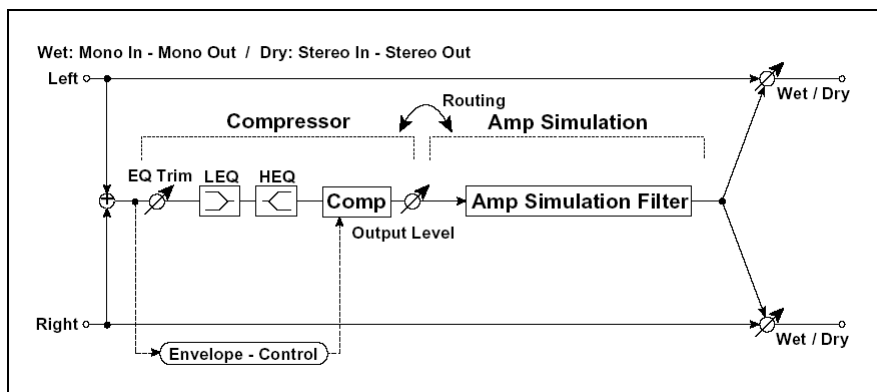 Wet: Mono In - Mono Out / Dry: Stereo In - Stereo Out
Left
Wet / Dry
Routing
Compressor
Amp Simulation
EQ Trim
LEQ
HEQ
Comp
Amp Simulation Filter
Output Level
Right
Wet / Dry
Envelope - Control